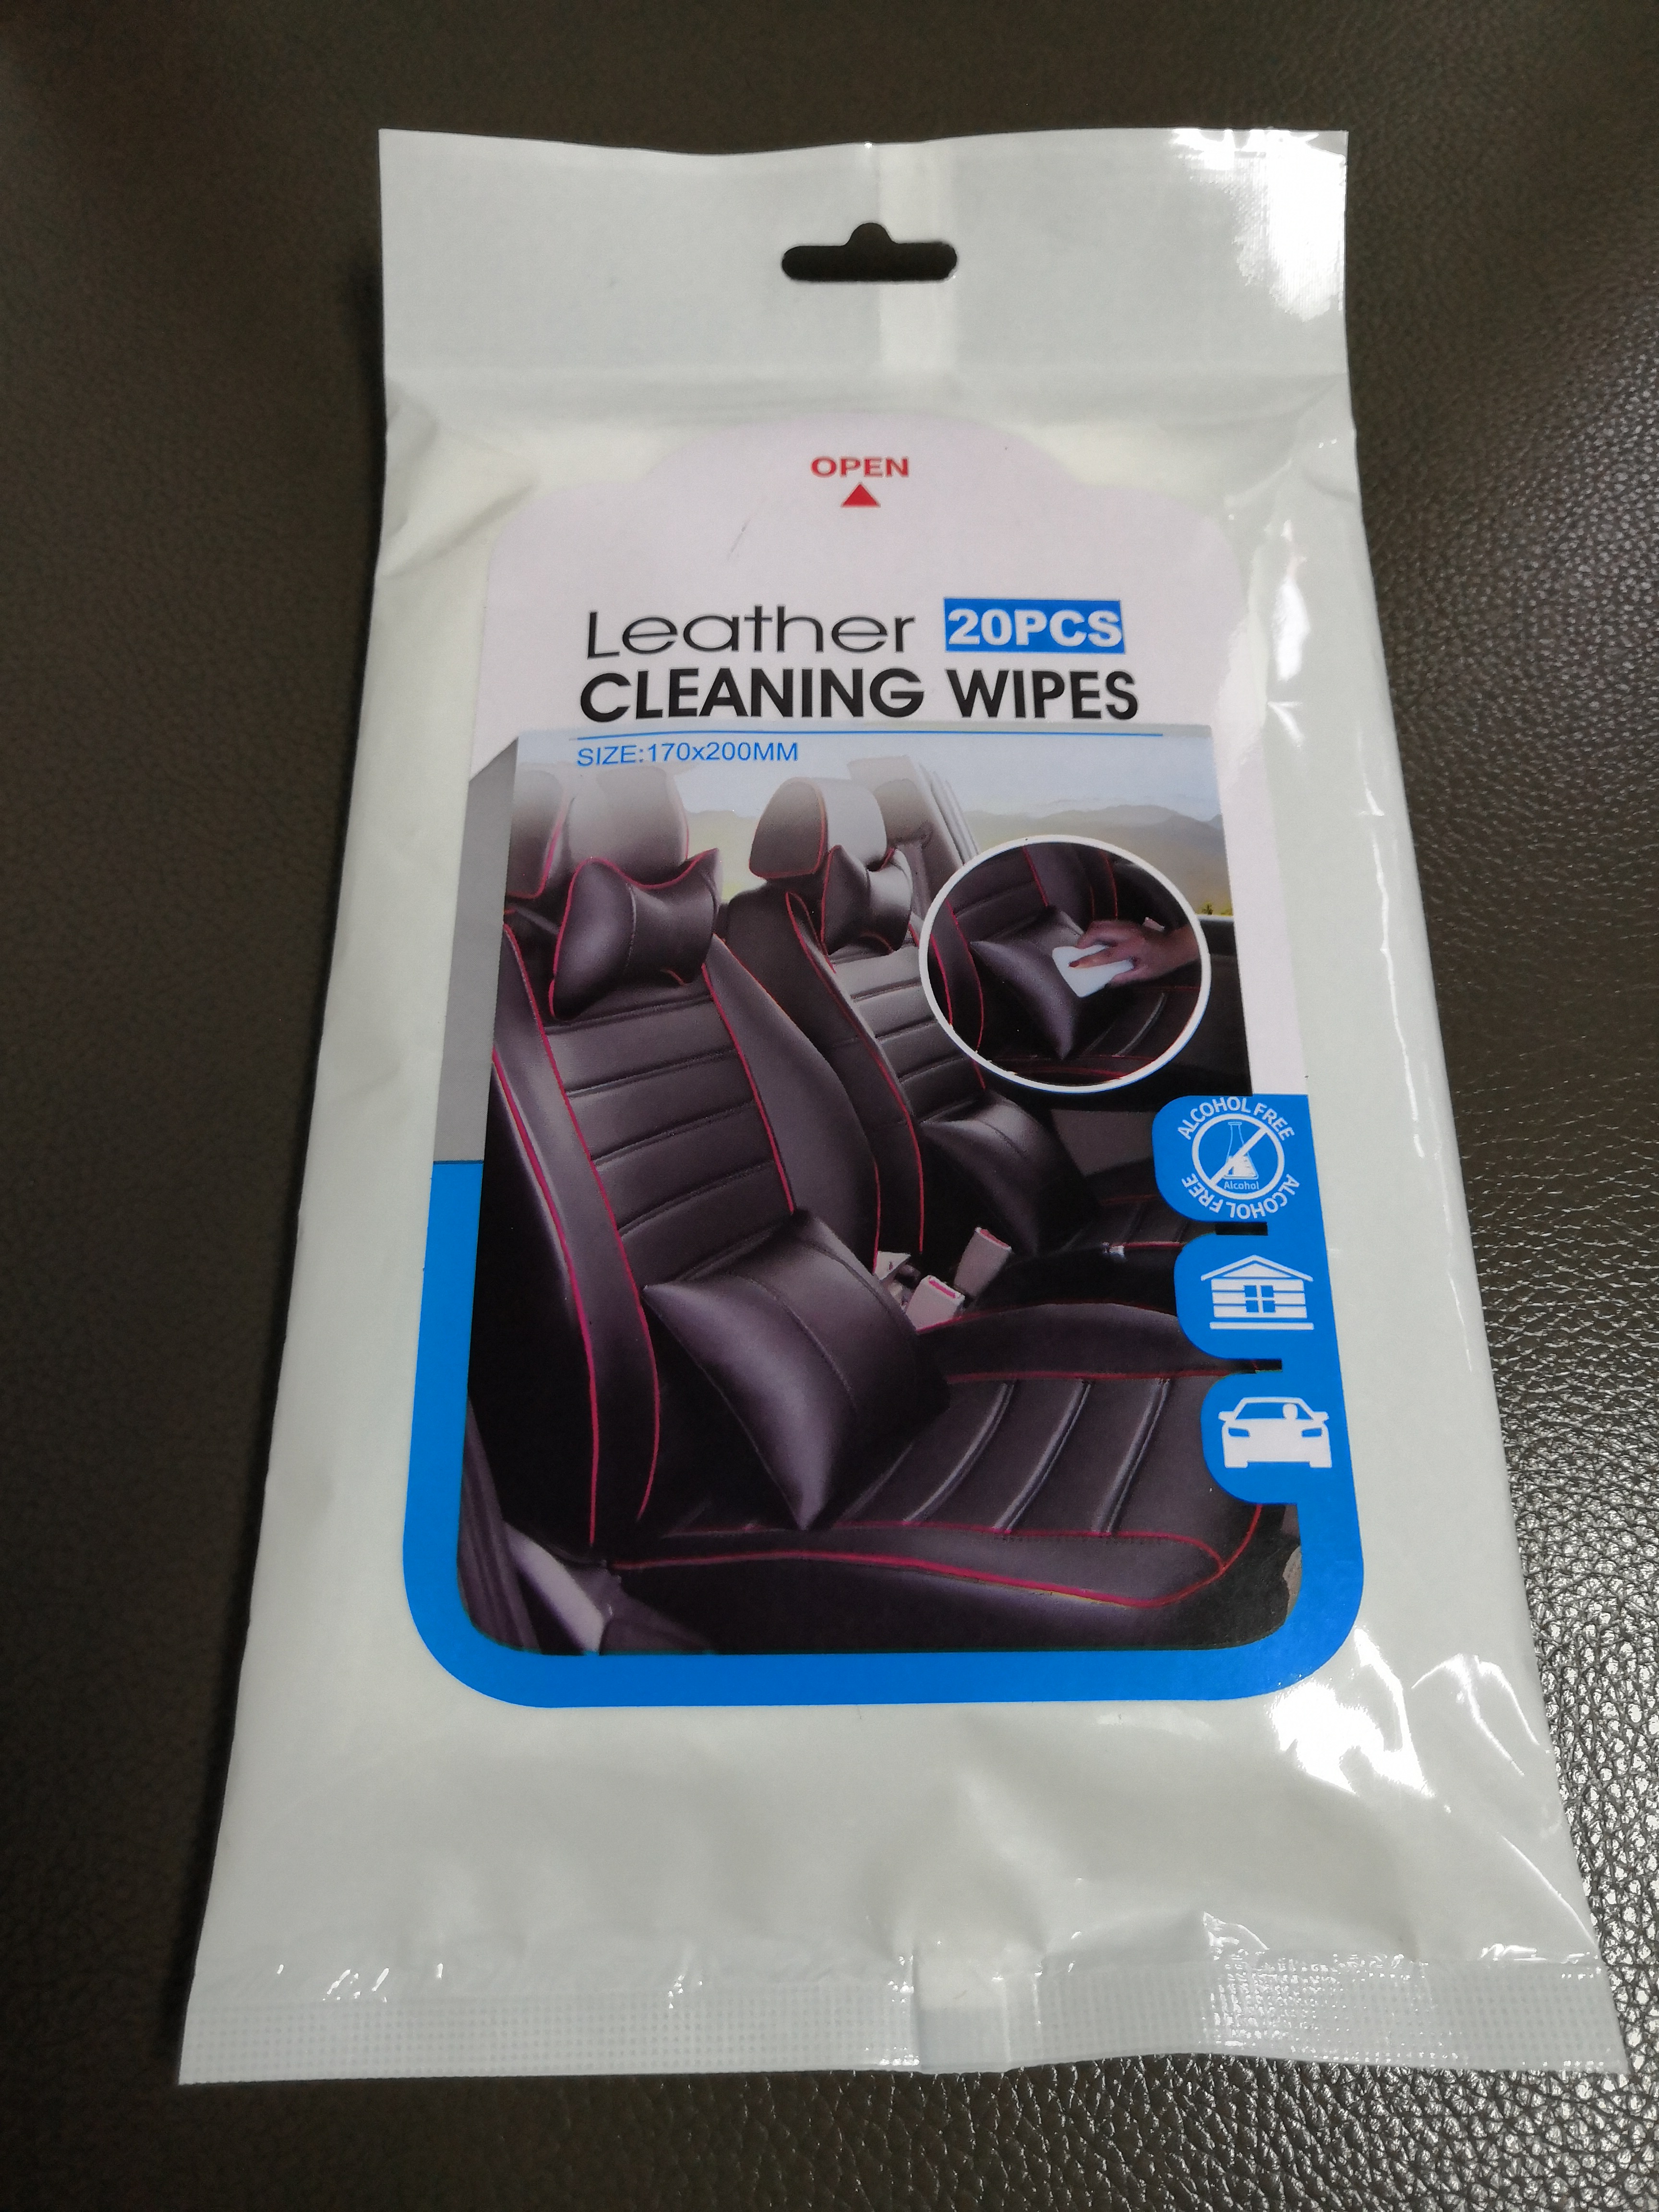 OPEN
Leather 20PCS
CLEANING WIPES
SIZE:170x200MM
ALCOHOL FREE
Alcohol
ALCOHOL FREE